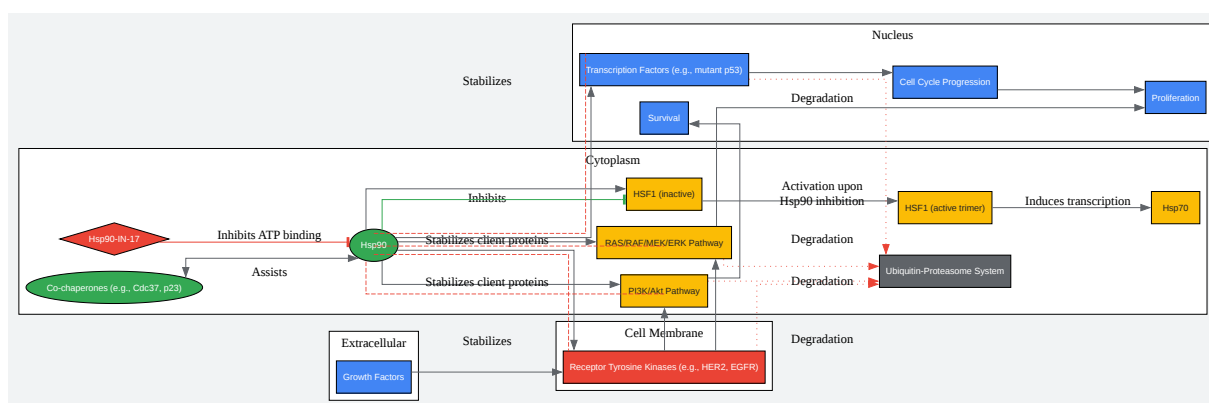 Nucleus
Stabilizes
Transcription Factors (e.g., mutant p53)
Cell Cycle Progression
Proliferation
Degradation
Survival
Cytoplasm
HSF1 (inactive)
Inhibits
Activation upon
Hsp90 inhibition
HSF1 (active trimer)
Induces transcription
Hsp70
Hsp90-IN-17
Inhibits ATP binding
Hsp90
Stabilizes client proteins
RAS/RAF/MEK/ERK Pathway
Degradation
Assists
Co-chaperones (e.g., Cdc37, p23)
Stabilizes client proteins
PI3K/Akt Pathway
Degradation
Ubiquitin-Proteasome System
Cell Membrane
Extracellular
Stabilizes
Degradation
Growth Factors
Receptor Tyrosine Kinases (e.g., HER2, EGFR)